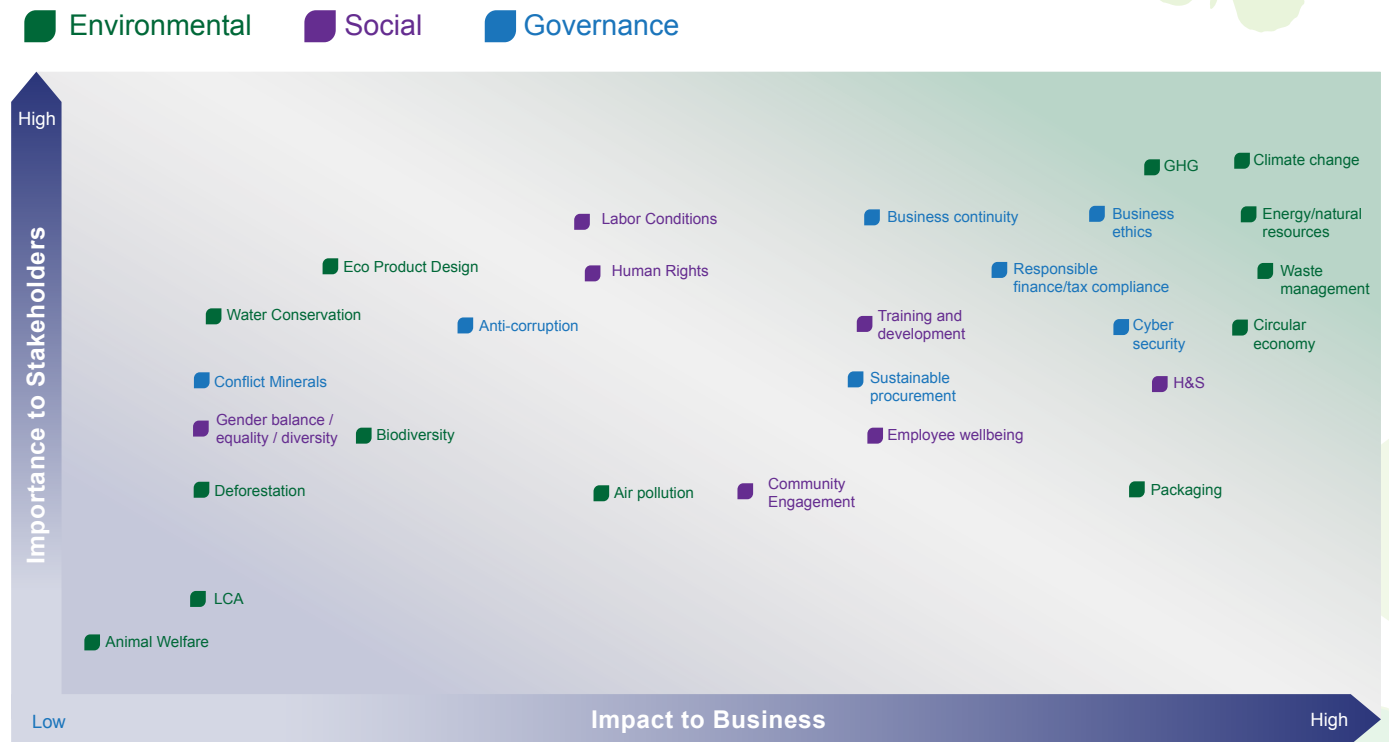 Environmental
Social
Governance
High
Importance to Stakeholders
GHG
Climate change
Labor Conditions
Business continuity
Business
ethics
Energy/natural
resources
Eco Product Design
Human Rights
Responsible
finance/tax compliance
Waste
management
Water Conservation
Anti-corruption
Training and
development
Cyber
security
Circular
economy
Conflict Minerals
Sustainable
procurement
H&S
Gender balance /
equality / diversity
Biodiversity
Employee wellbeing
Deforestation
Air pollution
Community
Engagement
Packaging
LCA
Animal Welfare
Low
Impact to Business
High